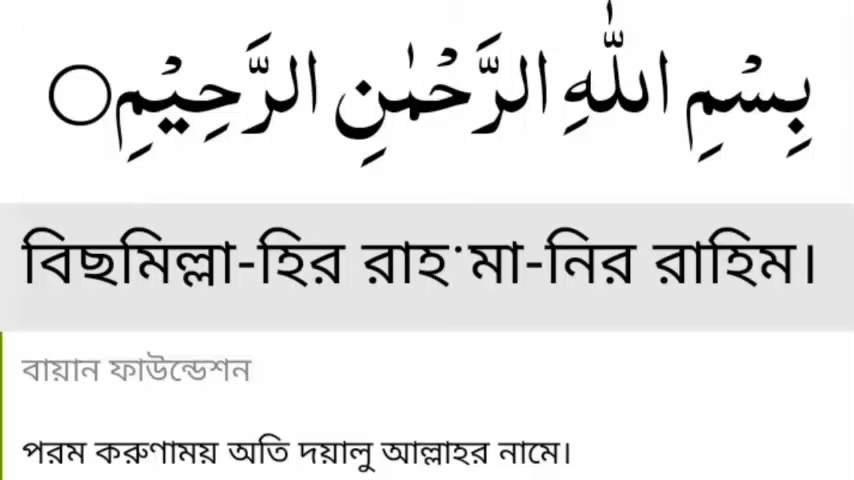 بِسْمِ اللّٰهِ الرَّحْمٰنِ الرَّحِيْمِ○
বিছমিল্লা-হির রাহ˙মা-নির রাহিম।
বায়ান ফাউন্ডেশন
পরম করুণাময় অতি দয়ালু আল্লাহর নামে।